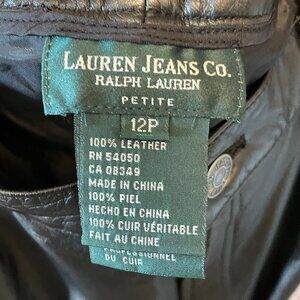 LAUREN JEANS CO.
RALPH LAUREN
PETITE
12P
100% LEATHER
RN 54050
CA 08349
MADE IN CHINA
100% PIEL
HECHO EN CHINA
100% CUIR VÉRITABLE
FAIT AU CHINE
PROFESSIONNEL
DU CUIR